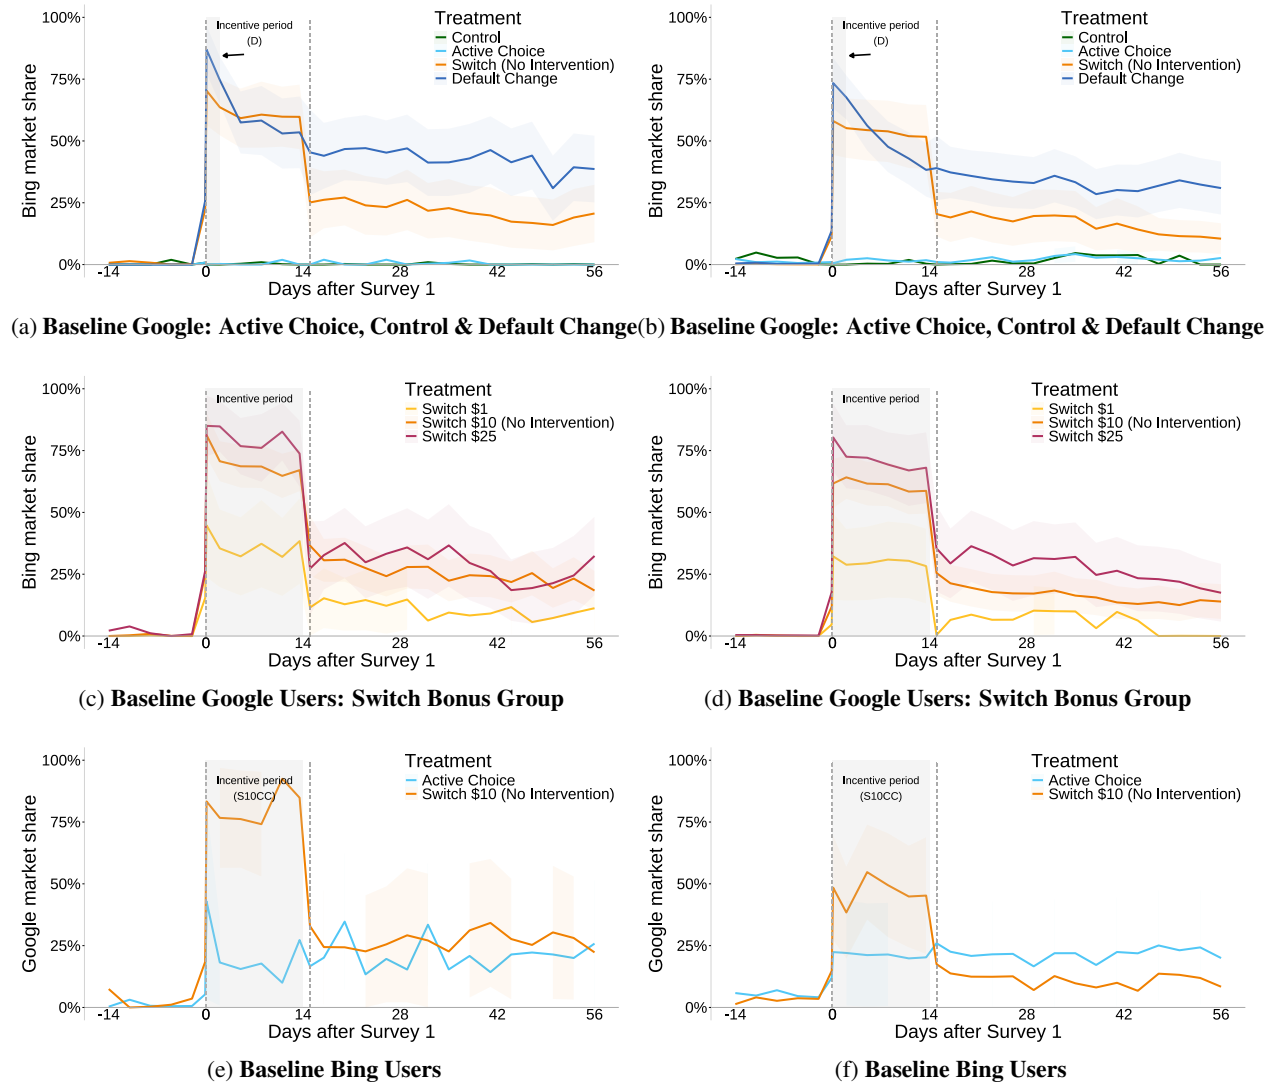 100%
75%
50%
25%
0%
Bing market share
Incentive period
(D)
Treatment
Control
Active Choice
Switch (No Intervention)
Default Change
-14
0
14
28
42
56
Days after Survey 1
(a) Baseline Google: Active Choice, Control & Default Change
100%
75%
50%
25%
0%
Bing market share
Incentive period
(D)
Treatment
Control
Active Choice
Switch (No Intervention)
Default Change
-14
0
14
28
42
56
Days after Survey 1
(b) Baseline Google: Active Choice, Control & Default Change
100%
75%
50%
25%
0%
Bing market share
Incentive period
Treatment
Switch $1
Switch $10 (No Intervention)
Switch $25
-14
0
14
28
42
56
Days after Survey 1
(c) Baseline Google Users: Switch Bonus Group
100%
75%
50%
25%
0%
Bing market share
Incentive period
Treatment
Switch $1
Switch $10 (No Intervention)
Switch $25
-14
0
14
28
42
56
Days after Survey 1
(d) Baseline Google Users: Switch Bonus Group
100%
75%
50%
25%
0%
Google market share
Incentive period
(S10CC)
Treatment
Active Choice
Switch $10 (No Intervention)
-14
0
14
28
42
56
Days after Survey 1
(e) Baseline Bing Users
100%
75%
50%
25%
0%
Google market share
Incentive period
(S10CC)
Treatment
Active Choice
Switch $10 (No Intervention)
-14
0
14
28
42
56
Days after Survey 1
(f) Baseline Bing Users